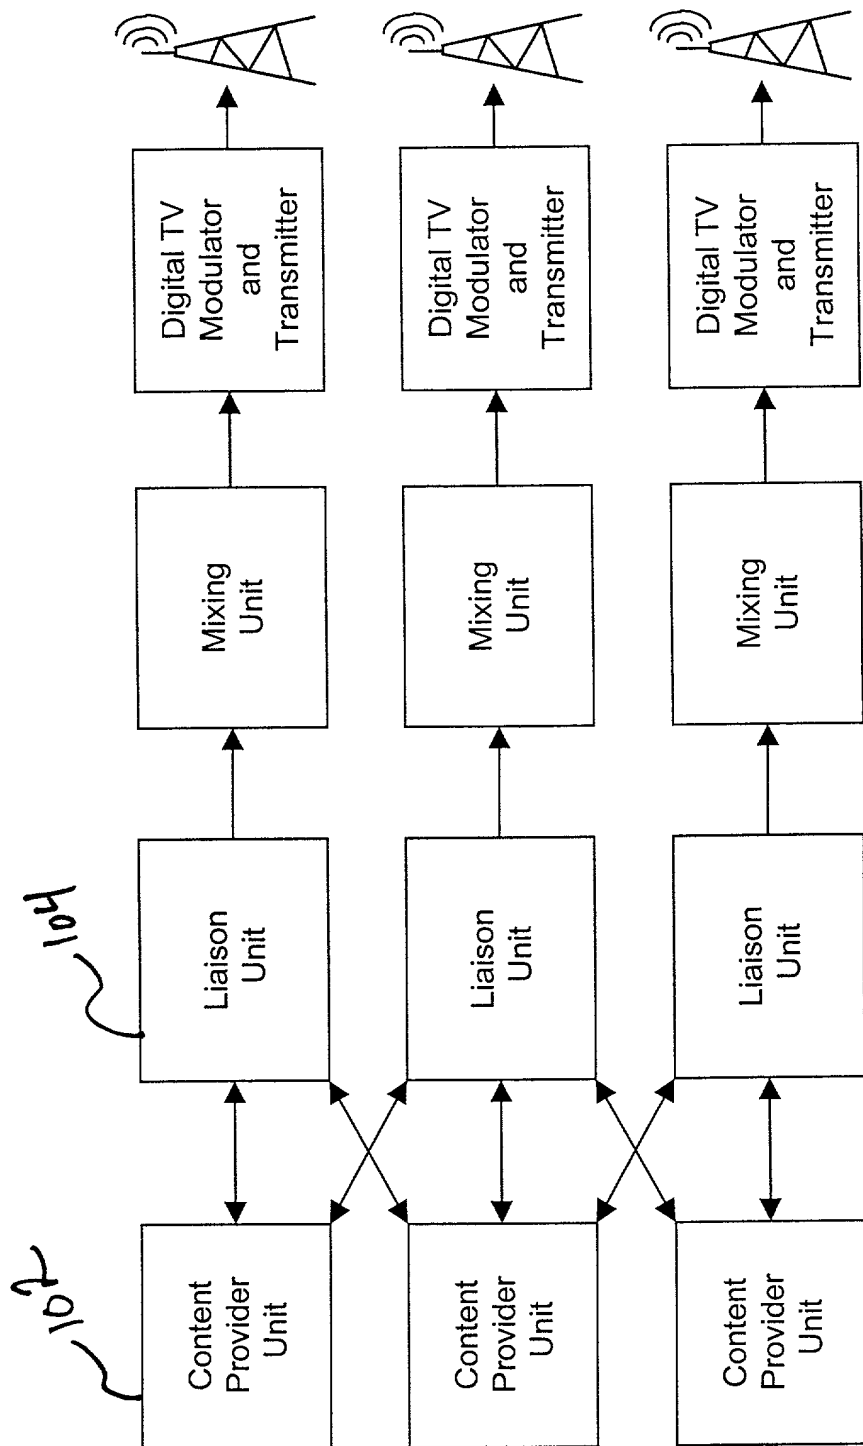 102
104
Content
Provider
Unit
Liaison
Unit
Mixing
Unit
Digital TV
Modulator
and
Transmitter
Content
Provider
Unit
Liaison
Unit
Mixing
Unit
Digital TV
Modulator
and
Transmitter
Content
Provider
Unit
Liaison
Unit
Mixing
Unit
Digital TV
Modulator
and
Transmitter